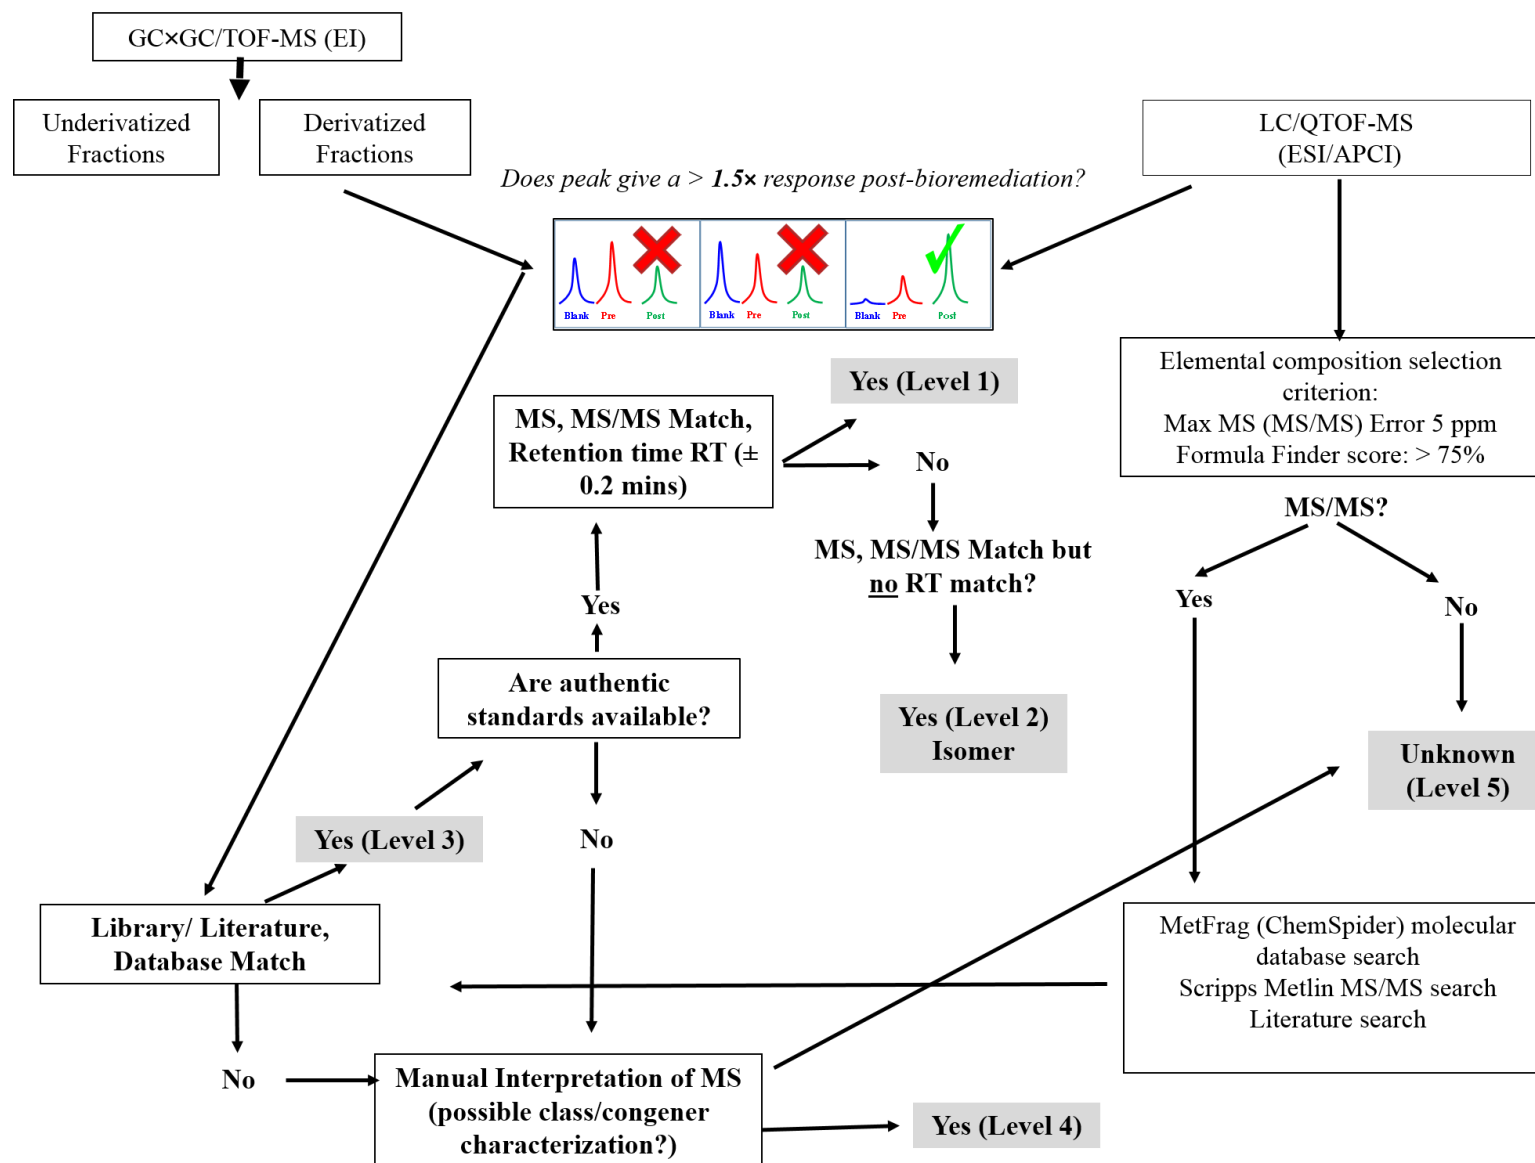 GC×GC/TOF-MS (EI)
Underivatized
Fractions
Derivatized
Fractions
LC/QTOF-MS
(ESI/APCI)
Does peak give a > 1.5× response post-bioremediation?
Blank Pre Post
Blank Pre Post
Blank Pre Post
Elemental composition selection
criterion:
Max MS (MS/MS) Error 5 ppm
Formula Finder score: > 75%
Yes (Level 1)
MS, MS/MS Match,
Retention time RT (±
0.2 mins)
No
MS/MS?
MS, MS/MS Match but
no RT match?
Yes
Yes
No
Are authentic
standards available?
Yes (Level 2)
Isomer
Unknown
(Level 5)
Yes (Level 3)
No
Library/ Literature,
Database Match
MetFrag (ChemSpider) molecular
database search
Scripps Metlin MS/MS search
Literature search
No
Manual Interpretation of MS
(possible class/congener
characterization?)
Yes (Level 4)